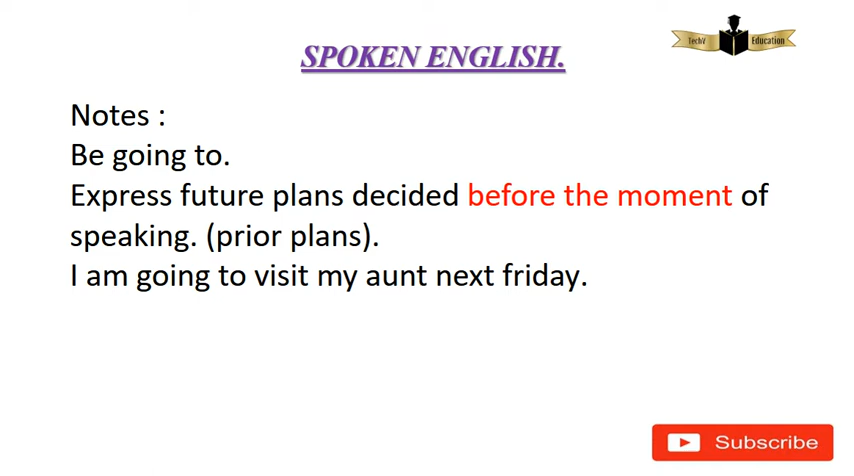 SPOKEN ENGLISH.
TechY Education
Notes :
Be going to.
Express future plans decided before the moment of
speaking. (prior plans).
I am going to visit my aunt next friday.
Subscribe